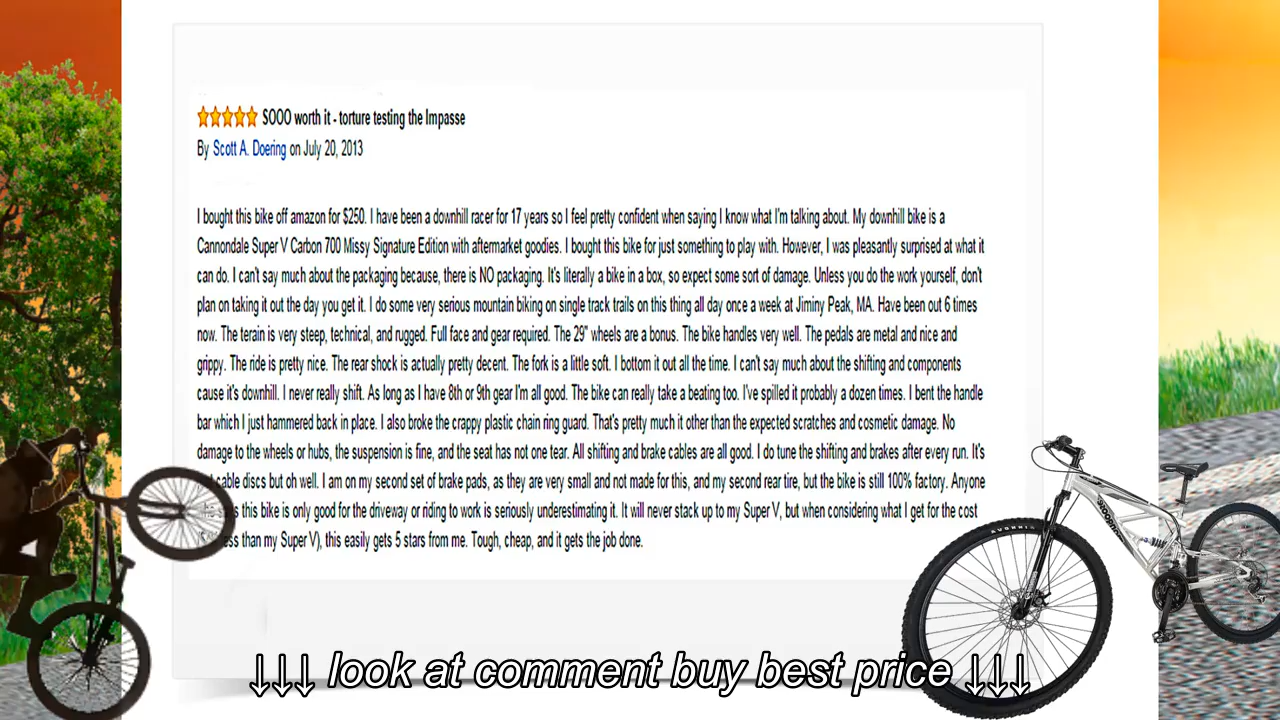 SOOO worth it - torture testing the Impasse
By Scott A. Doering on July 20, 2013
I bought this bike off amazon for $250. I have been a downhill racer for 17 years so I feel pretty confident when saying I know what I'm talking about. My downhill bike is a
Cannondale Super V Carbon 700 Missy Signature Edition with aftermarket goodies. I bought this bike for just something to play with. However, I was pleasantly surprised at what it
can do. I can't say much about the packaging because, there is NO packaging. It's literally a bike in a box, so expect some sort of damage. Unless you do the work yourself, don't
plan on taking it out the day you get it. I do some very serious mountain biking on single track trails on this thing all day once a week at Jiminy Peak, MA. Have been out 6 times
now. The terain is very steep, technical, and rugged. Full face and gear required. The 29" wheels are a bonus. The bike handles very well. The pedals are metal and nice and
grippy. The ride is pretty nice. The rear shock is actually pretty decent. The fork is a little soft. I bottom it out all the time. I can't say much about the shifting and components
cause it's downhill. I never really shift. As long as I have 8th or 9th gear I'm all good. The bike can really take a beating too. I've spilled it probably a dozen times. I bent the handle
bar which I just hammered back in place. I also broke the crappy plastic chain ring guard. That's pretty much it other than the expected scratches and cosmetic damage. No
damage to the wheels or hubs, the suspension is fine, and the seat has not one tear. All shifting and brake cables are all good. I do tune the shifting and brakes after every run. It's
cable discs but oh well. I am on my second set of brake pads, as they are very small and not made for this, and my second rear tire, but the bike is still 100% factory. Anyone
this bike is only good for the driveway or riding to work is seriously underestimating it. It will never stack up to my Super V, but when considering what I get for the cost
than my Super V), this easily gets 5 stars from me. Tough, cheap, and it gets the job done.
↓↓↓ look at comment buy best price ↓↓↓